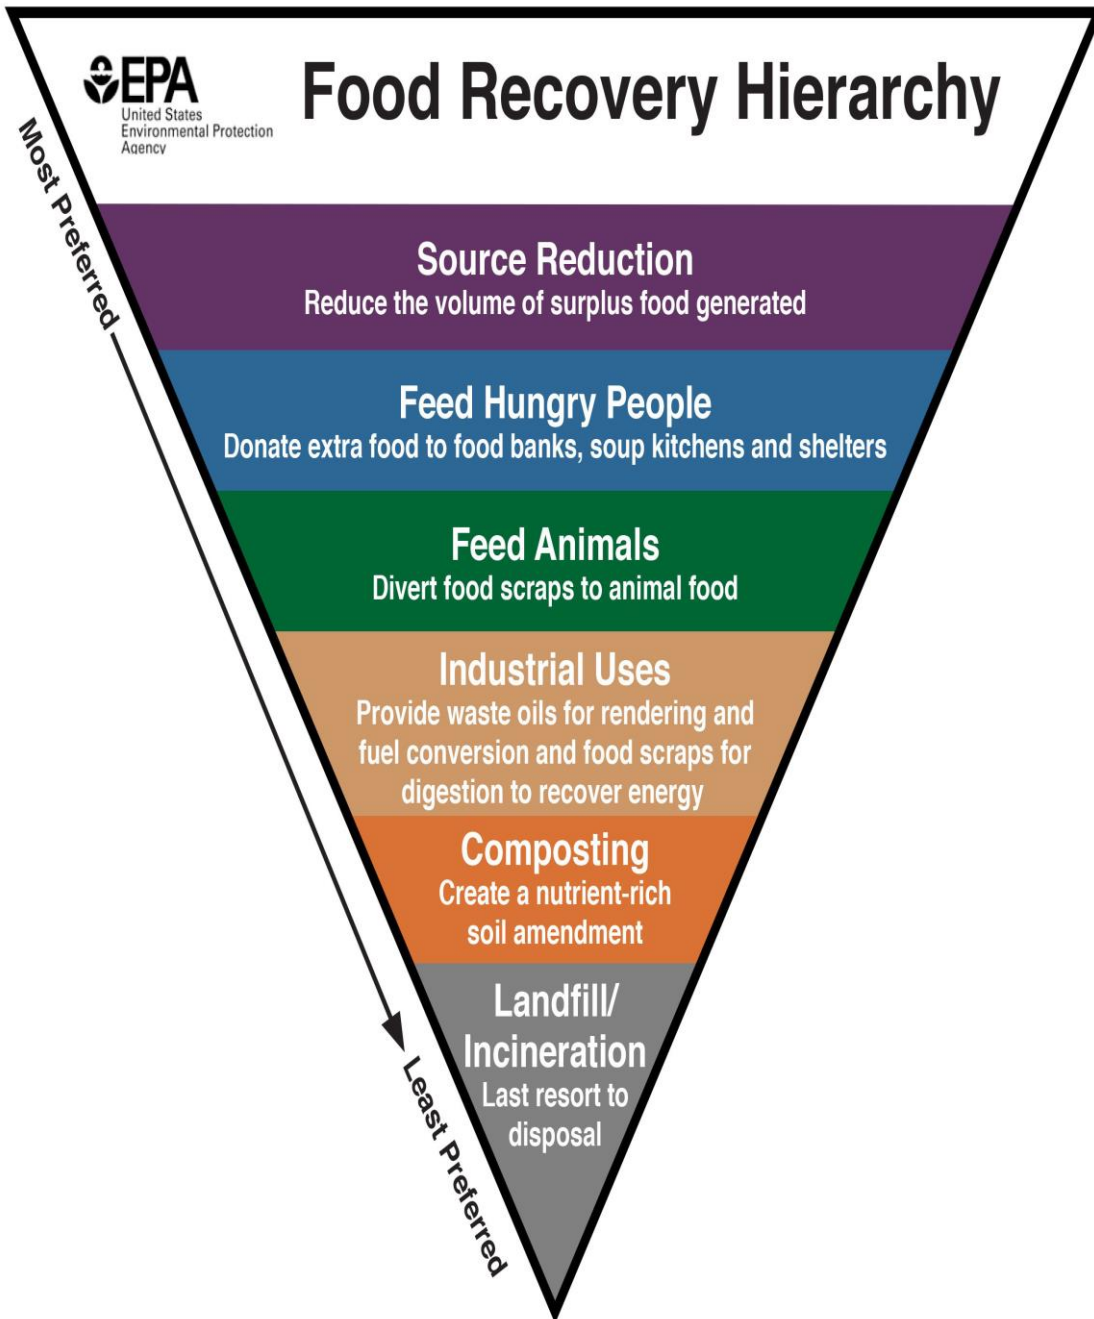 EPA
United States
Environmental Protection
Agency
Food Recovery Hierarchy
Most Preferred
Source Reduction
Reduce the volume of surplus food generated
Feed Hungry People
Donate extra food to food banks, soup kitchens and shelters
Feed Animals
Divert food scraps to animal food
Industrial Uses
Provide waste oils for rendering and
fuel conversion and food scraps for
digestion to recover energy
Composting
Create a nutrient-rich
soil amendment
Landfill/
Incineration
Last resort to
disposal
Least Preferred